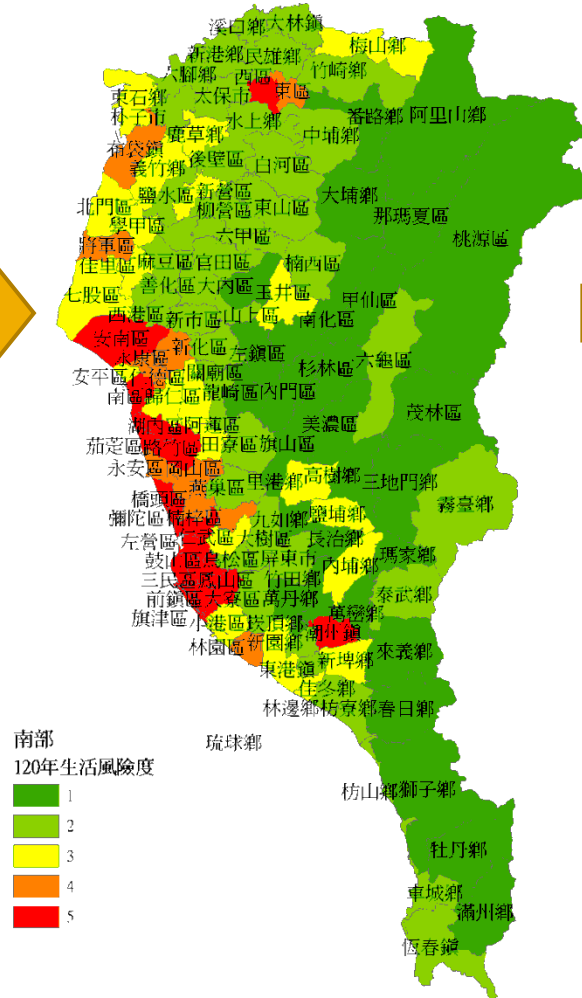 溪口鄉 大林鎮
梅山鄉
新港鄉 民雄鄉
竹崎鄉
六腳鄉 西區
東區
東石鄉 太保市
番路鄉 阿里山鄉
朴子市 水上鄉
鹿草鄉 中埔鄉
布袋鎮
後壁區
義竹鄉 白河區
鹽水區 新營區
大埔鄉
北門區 柳營區 東山區
那瑪夏區
學甲區
六甲區 桃源區
將軍區
佳里區 麻豆區 官田區 楠西區
善化區 大內區
七股區 玉井區 甲仙區
西港區 新市區 山上區 南化區
安南區
永康區 新化區 左鎮區
杉林區 六龜區
安平區 仁德區 關廟區
南區 歸仁區 龍崎區 內門區
茂林區
湖內區 阿蓮區 美濃區
茄萣區 路竹區 田寮區 旗山區
永安區 岡山區
燕巢區 里港鄉 高樹鄉 三地門鄉
橋頭區 霧臺鄉
彌陀區 楠梓區 九如鄉 鹽埔鄉
左營區 仁武區 大樹區 長治鄉
鼓山區 鳥松區 屏東市 內埔鄉 瑪家鄉
三民區 鳳山區 竹田鄉
前鎮區 大寮區 萬丹鄉 泰武鄉
旗津區 小港區 崁頂鄉 萬巒鄉
潮州鎮
林園區 新園鄉 來義鄉
東港鎮 新埤鄉
佳冬鄉
林邊鄉 枋寮鄉 春日鄉
琉球鄉
南部
120年生活風險度
1
2
3
4
5
枋山鄉 獅子鄉
牡丹鄉
車城鄉
滿州鄉
恆春鎮